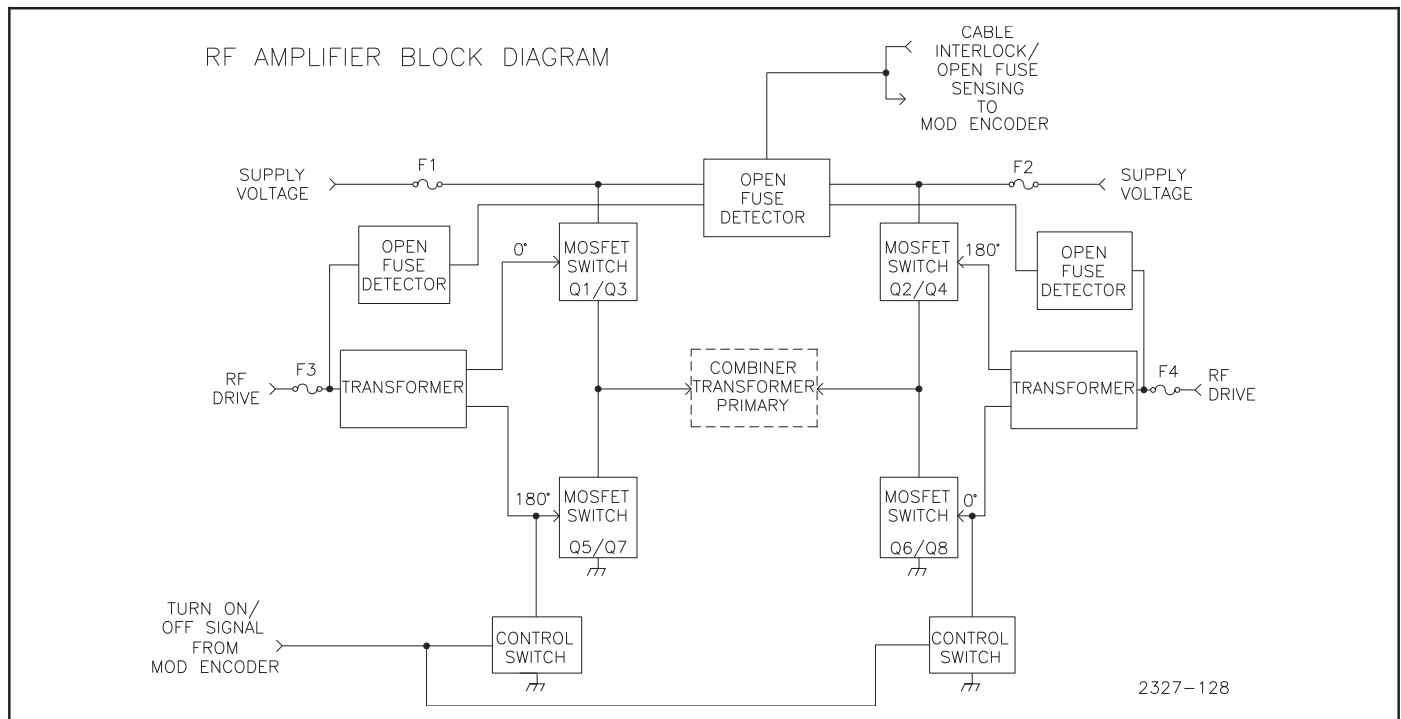 RF AMPLIFIER BLOCK DIAGRAM
CABLE
INTERLOCK/
OPEN FUSE
SENSING
TO
MOD ENCODER
SUPPLY
VOLTAGE
F1
OPEN
FUSE
DETECTOR
F2
SUPPLY
VOLTAGE
OPEN
FUSE
DETECTOR
0°
MOSFET
SWITCH
Q1/Q3
MOSFET
SWITCH
Q2/Q4
180°
OPEN
FUSE
DETECTOR
RF
DRIVE
F3
TRANSFORMER
COMBINER
TRANSFORMER
PRIMARY
TRANSFORMER
F4
RF
DRIVE
180°
MOSFET
SWITCH
Q5/Q7
MOSFET
SWITCH
Q6/Q8
0°
TURN ON/
OFF SIGNAL
FROM
MOD ENCODER
CONTROL
SWITCH
CONTROL
SWITCH
2327-128